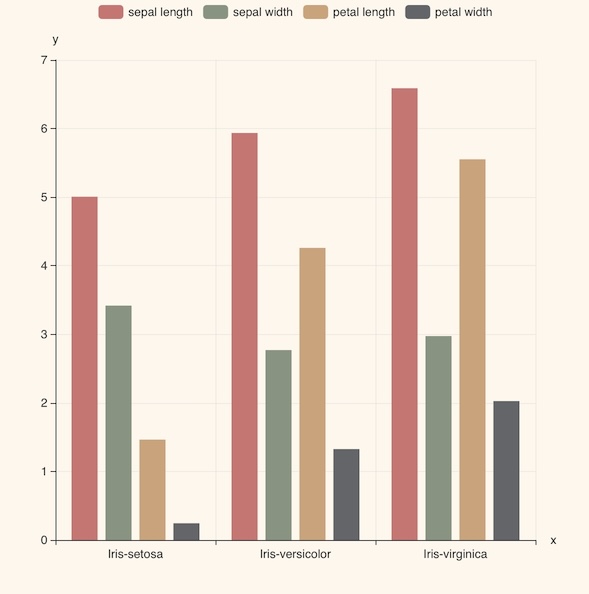 sepal length sepal width petal length petal width
y
7
6
5
4
3
2
1
0
x
Iris-setosa Iris-versicolor Iris-virginica